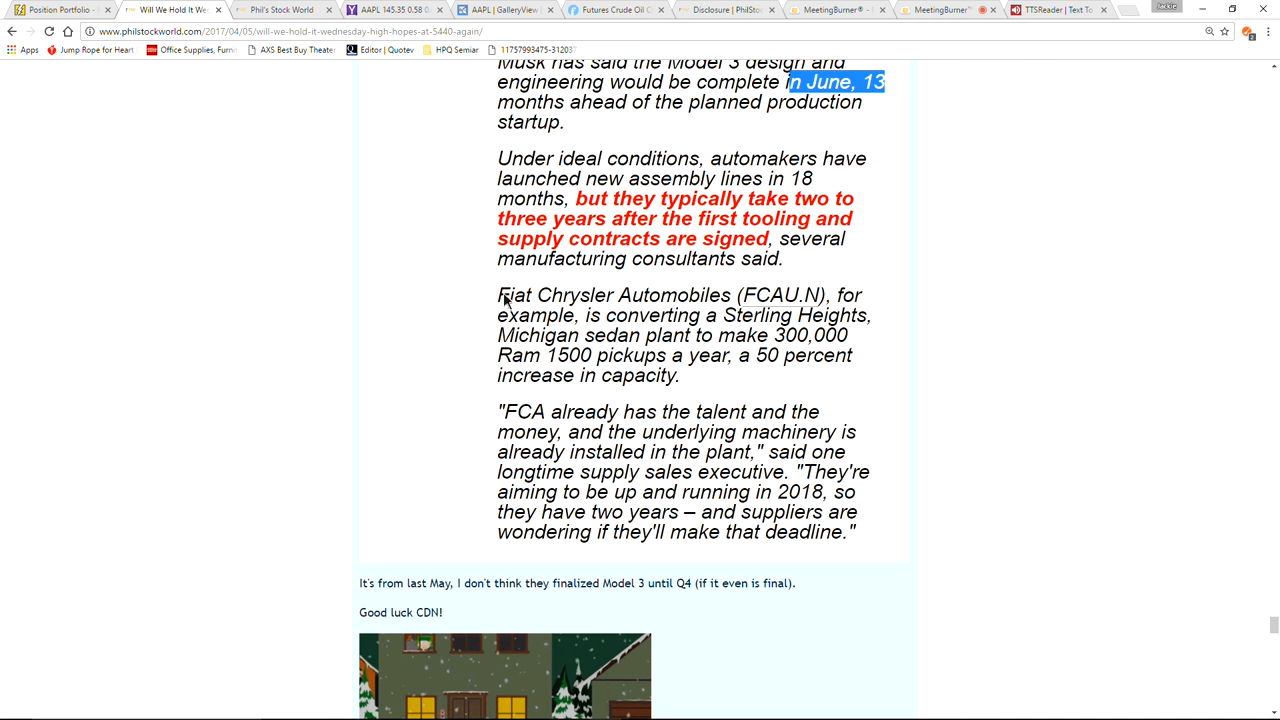 Jackie
Position Portfolio -
Will We Hold It We
Phil's Stock World
AAPL 145.35 0.58 0
AAPL | GalleryView |
Futures Crude Oil C
Disclosure | PhilSto
MeetingBurner® -
MeetingBurner™
TTSReader | Text To
www.philstockworld.com/2017/04/05/will-we-hold-it-wednesday-high-hopes-at-5440-again/
Apps
Jump Rope for Heart
Office Supplies, Furni
AXS Best Buy Theater
Editor | Quotev
HPQ Semiar
11757993475-312037
Musk has said the Model 3 design and
engineering would be complete in June, 13
months ahead of the planned production
startup.
Under ideal conditions, automakers have
launched new assembly lines in 18
months, but they typically take two to
three years after the first tooling and
supply contracts are signed, several
manufacturing consultants said.
Fiat Chrysler Automobiles (FCAU.N), for
example, is converting a Sterling Heights,
Michigan sedan plant to make 300,000
Ram 1500 pickups a year, a 50 percent
increase in capacity.
"FCA already has the talent and the
money, and the underlying machinery is
already installed in the plant," said one
longtime supply sales executive. "They're
aiming to be up and running in 2018, so
they have two years – and suppliers are
wondering if they'll make that deadline."
It's from last May, I don't think they finalized Model 3 until Q4 (if it even is final).
Good luck CDN!